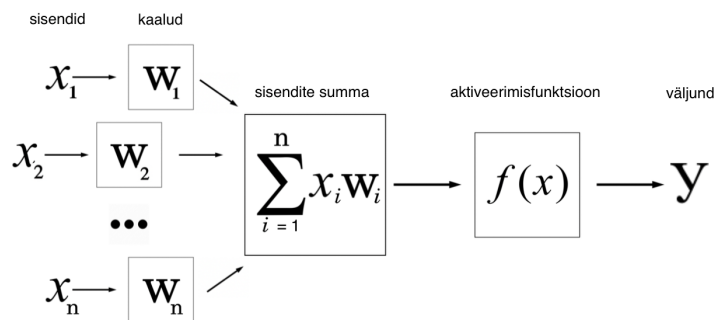 sisendid kaalud
sisendite summa aktiveerimisfunktsioon väljund
x₁ w₁
x₂ w₂
n
∑ xᵢwᵢ f(x) y
i = 1
•••
xₙ wₙ